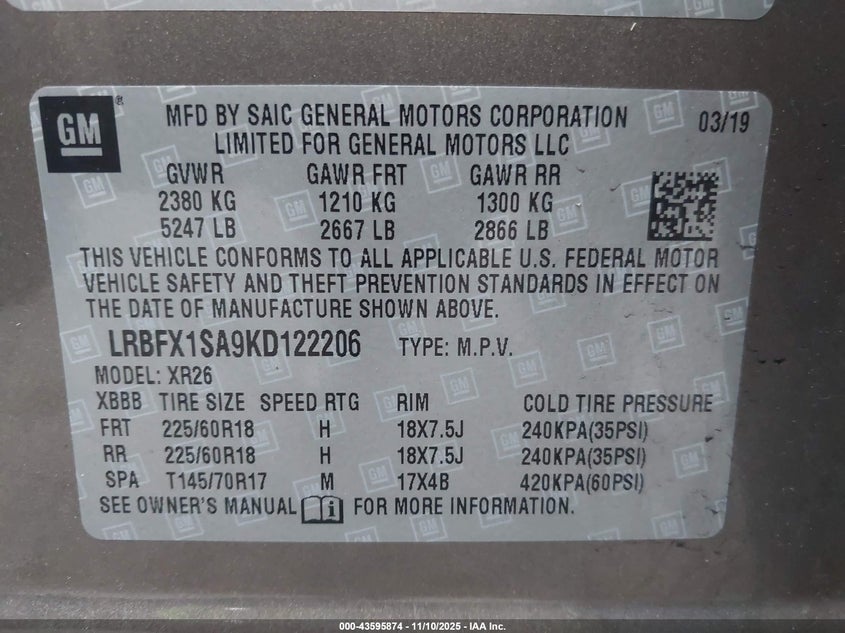 GM
MFD BY SAIC GENERAL MOTORS CORPORATION 03/19
LIMITED FOR GENERAL MOTORS LLC
GVWR GAWR FRT GAWR RR
2380 KG 1210 KG 1300 KG
5247 LB 2667 LB 2866 LB
THIS VEHICLE CONFORMS TO ALL APPLICABLE U.S. FEDERAL MOTOR
VEHICLE SAFETY AND THEFT PREVENTION STANDARDS IN EFFECT ON
THE DATE OF MANUFACTURE SHOWN ABOVE.
LRBFX1SA9KD122206 TYPE: M.P.V.
MODEL: XR26
XBBB TIRE SIZE SPEED RTG RIM COLD TIRE PRESSURE
FRT 225/60R18 H 18X7.5J 240KPA(35PSI)
RR 225/60R18 H 18X7.5J 240KPA(35PSI)
SPA T145/70R17 M 17X4B 420KPA(60PSI)
SEE OWNER'S MANUAL i FOR MORE INFORMATION.
000-43595874 - 11/10/2025 - IAA Inc.